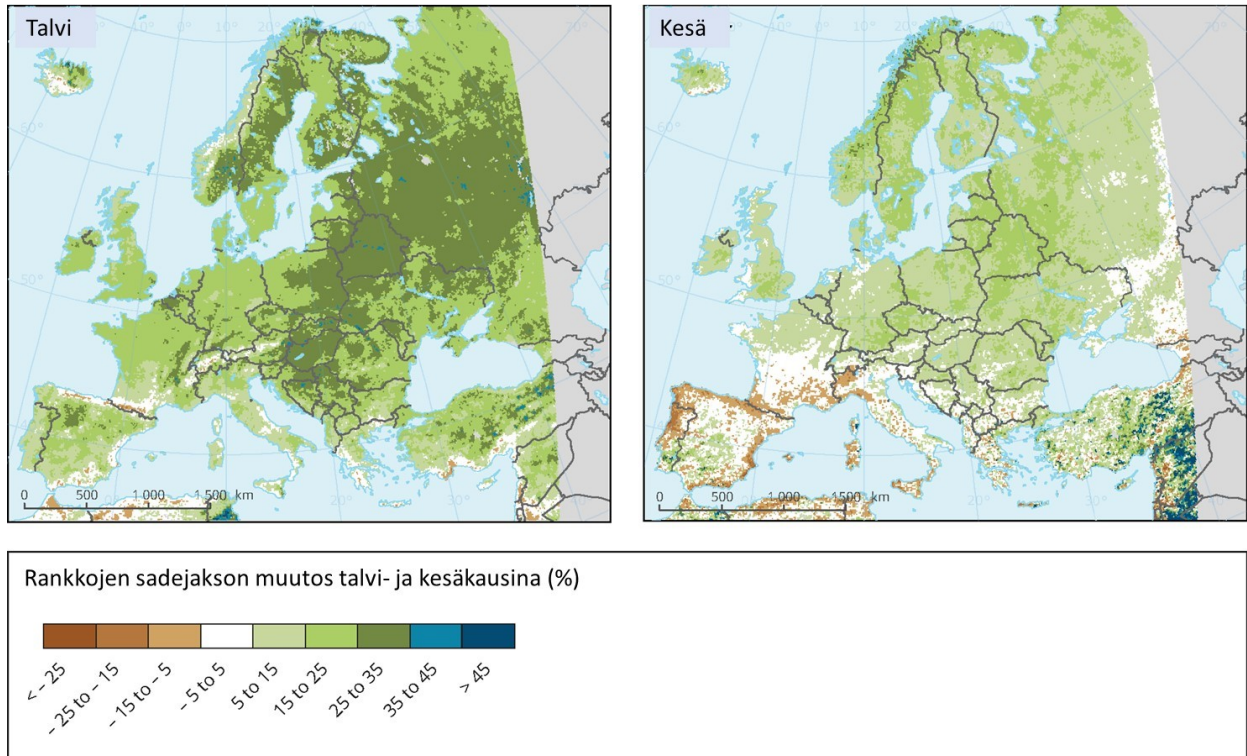 Talvi
Kesä
0 500 1 000 1 500 km
0 500 1 000 1 500 km
Rankkojen sadejakson muutos talvi- ja kesäkausina (%)
< – 25
– 25 to – 15
– 15 to – 5
– 5 to 5
5 to 15
15 to 25
25 to 35
35 to 45
> 45